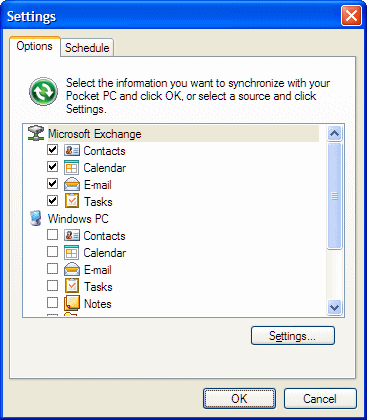 Settings
Options Schedule
Select the information you want to synchronize with your
Pocket PC and click OK, or select a source and click
Settings.
Microsoft Exchange
Contacts
Calendar
E-mail
Tasks
Windows PC
Contacts
Calendar
E-mail
Tasks
Notes
Settings...
OK Cancel